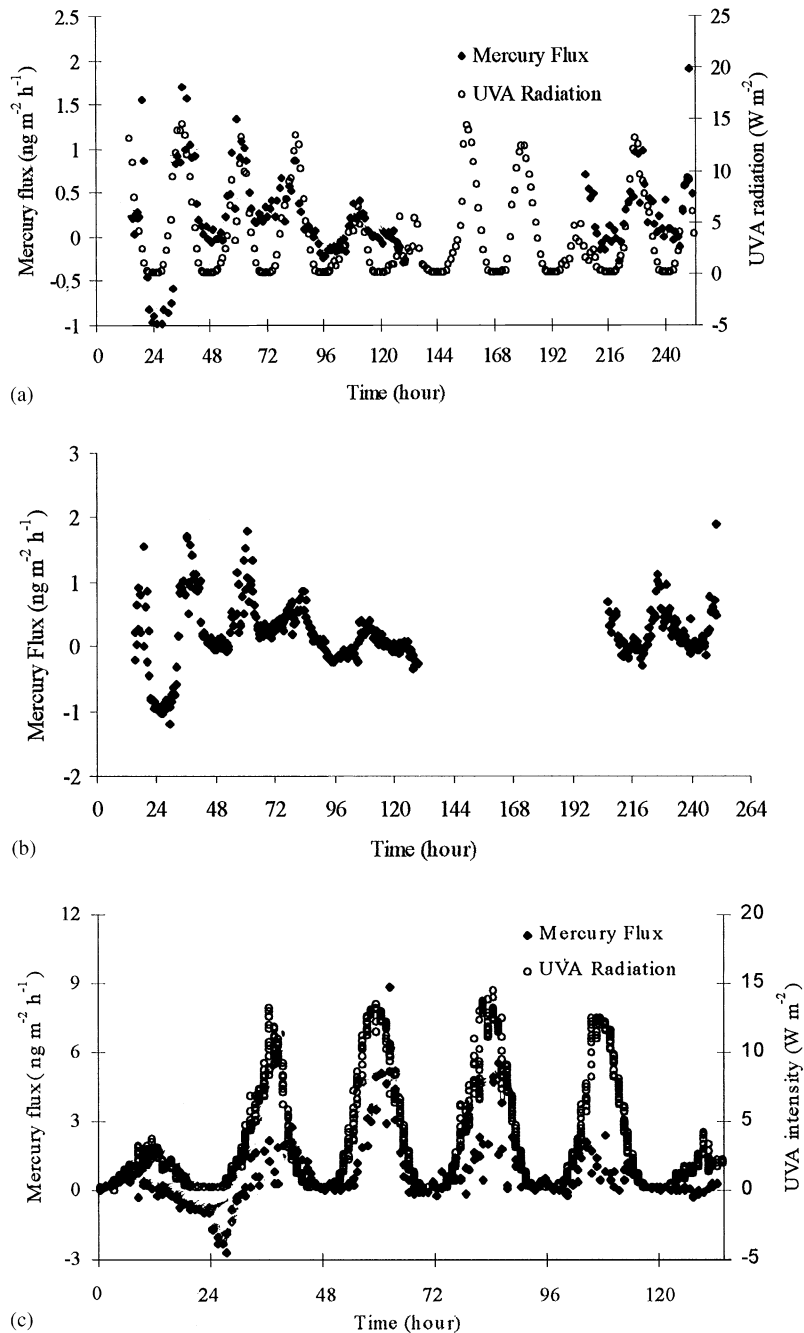 2.5
2
1.5
1
0.5
0
-0.5
-1
Mercury flux (ng m⁻² h⁻¹)
Mercury Flux
UVA Radiation
25
20
15
10
5
0
-5
UVA radiation (W m⁻²)
0 24 48 72 96 120 144 168 192 216 240
Time (hour)
(a)
3
2
1
0
-1
-2
Mercury Flux (ng m⁻² h⁻¹)
0 24 48 72 96 120 144 168 192 216 240 264
Time (hour)
(b)
12
9
6
3
0
-3
Mercury flux ( ng m⁻² h⁻¹)
Mercury Flux
UVA Radiation
20
15
10
5
0
-5
UVA intensity (W m⁻²)
0 24 48 72 96 120
Time (hour)
(c)